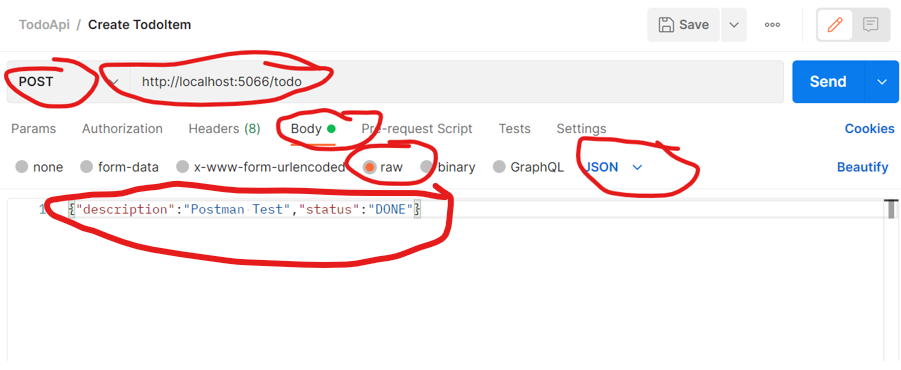 TodoApi / Create TodoItem Save
POST http://localhost:5066/todo Send
Params Authorization Headers (8) Body Pre-request Script Tests Settings Cookies
none form-data x-www-form-urlencoded raw binary GraphQL JSON Beautify
1 {"description":"Postman Test","status":"DONE"}